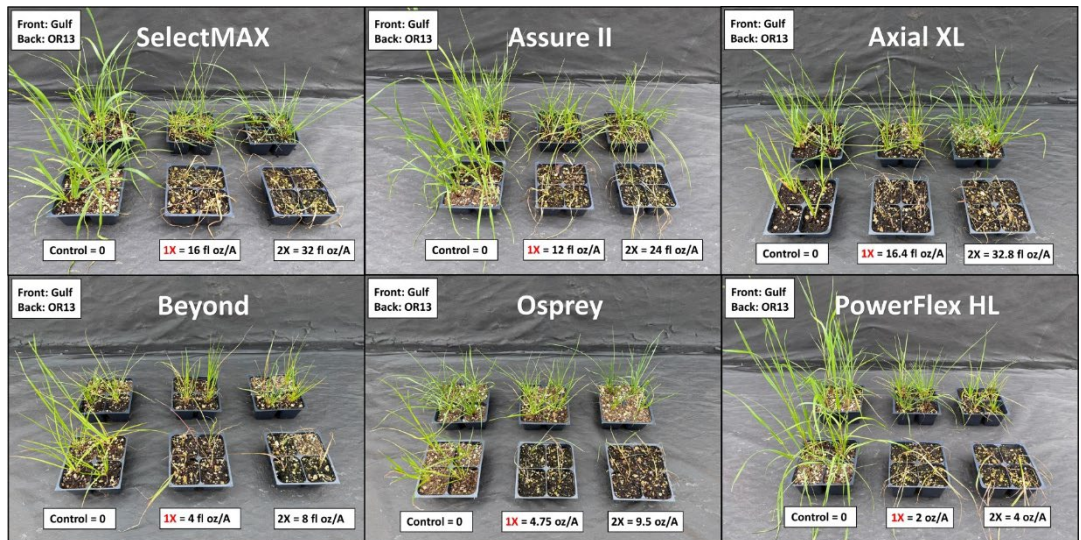 Front: Gulf
Back: OR13
SelectMAX
Control = 0
1X = 16 fl oz/A
2X = 32 fl oz/A
Front: Gulf
Back: OR13
Assure II
Control = 0
1X = 12 fl oz/A
2X = 24 fl oz/A
Front: Gulf
Back: OR13
Axial XL
Control = 0
1X = 16.4 fl oz/A
2X = 32.8 fl oz/A
Front: Gulf
Back: OR13
Beyond
Control = 0
1X = 4 fl oz/A
2X = 8 fl oz/A
Front: Gulf
Back: OR13
Osprey
Control = 0
1X = 4.75 oz/A
2X = 9.5 oz/A
Front: Gulf
Back: OR13
PowerFlex HL
Control = 0
1X = 2 oz/A
2X = 4 oz/A